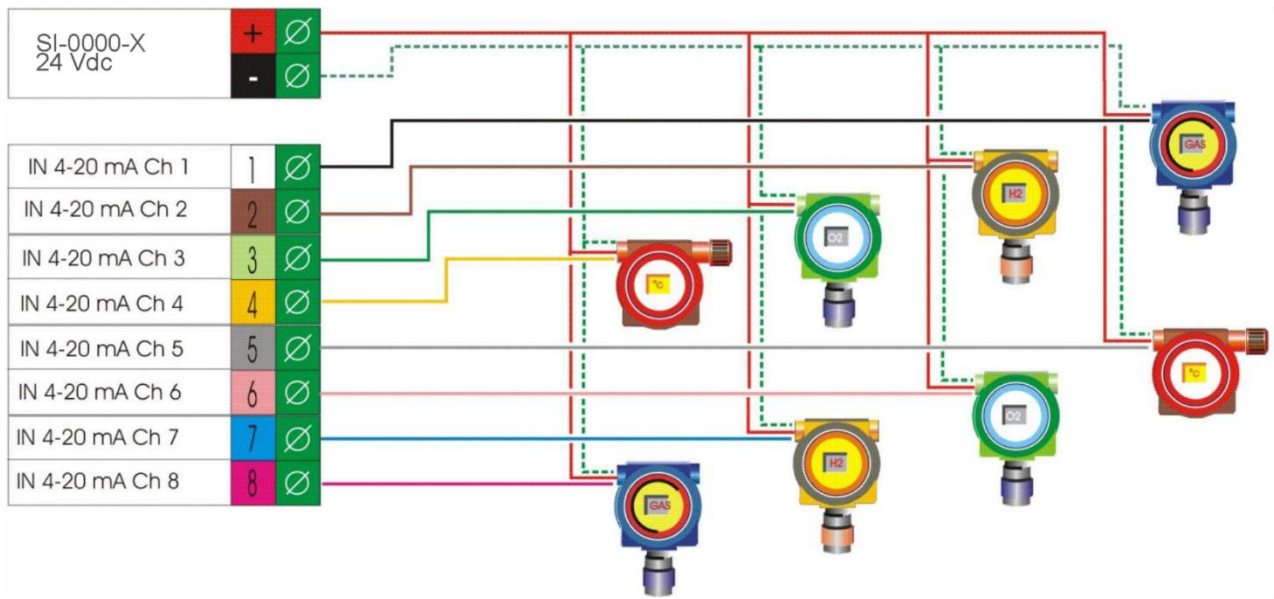 SI-0000-X
24 Vdc
+
-
IN 4-20 mA Ch 1
1
IN 4-20 mA Ch 2
2
IN 4-20 mA Ch 3
3
IN 4-20 mA Ch 4
4
IN 4-20 mA Ch 5
5
IN 4-20 mA Ch 6
6
IN 4-20 mA Ch 7
7
IN 4-20 mA Ch 8
8
GAS
H2
O2
°C
°C
O2
H2
GAS